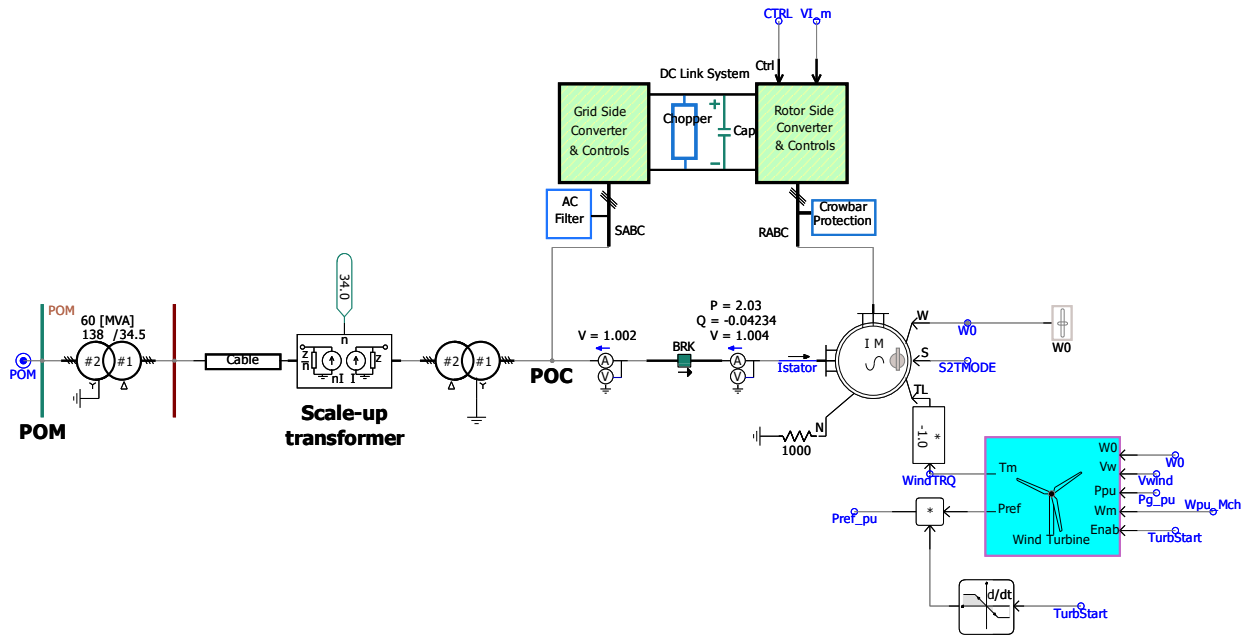 CTRL VI_m
Ctrl
DC Link System
Grid Side
Converter
& Controls
Chopper
+
Cap
−
Rotor Side
Converter
& Controls
AC
Filter
SABC
RABC
Crowbar
Protection
34.0
n
POM
60 [MVA]
138 /34.5
#2 #1
POM
Y
Δ
POM
Cable
Z
n
nI I
Z
Scale-up
transformer
#2 #1
Δ
Y
POC
V = 1.002
A
V
BRK
P = 2.03
Q = -0.04234
V = 1.004
A
V
Istator
I M
W
W0
W0
S
S2TMODE
TL
N
1000
*
-1.0
WindTRQ
Tm
Pref
Wind Turbine
W0
Vw
Ppu
Wm
Enab
W0
Vwind
Pg_pu
Wpu_Mch
TurbStart
Pref_pu
*
d/dt
TurbStart